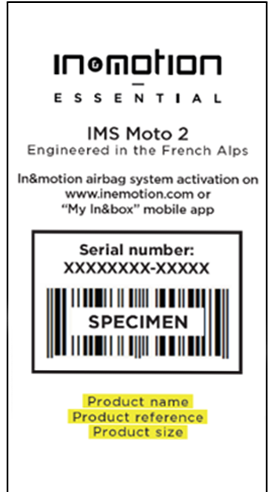 in&motion
ESSENTIAL
IMS Moto 2
Engineered in the French Alps
In&motion airbag system activation on
www.inemotion.com or
“My In&box” mobile app
Serial number:
XXXXXXXX-XXXXX
SPECIMEN
Product name
Product reference
Product size